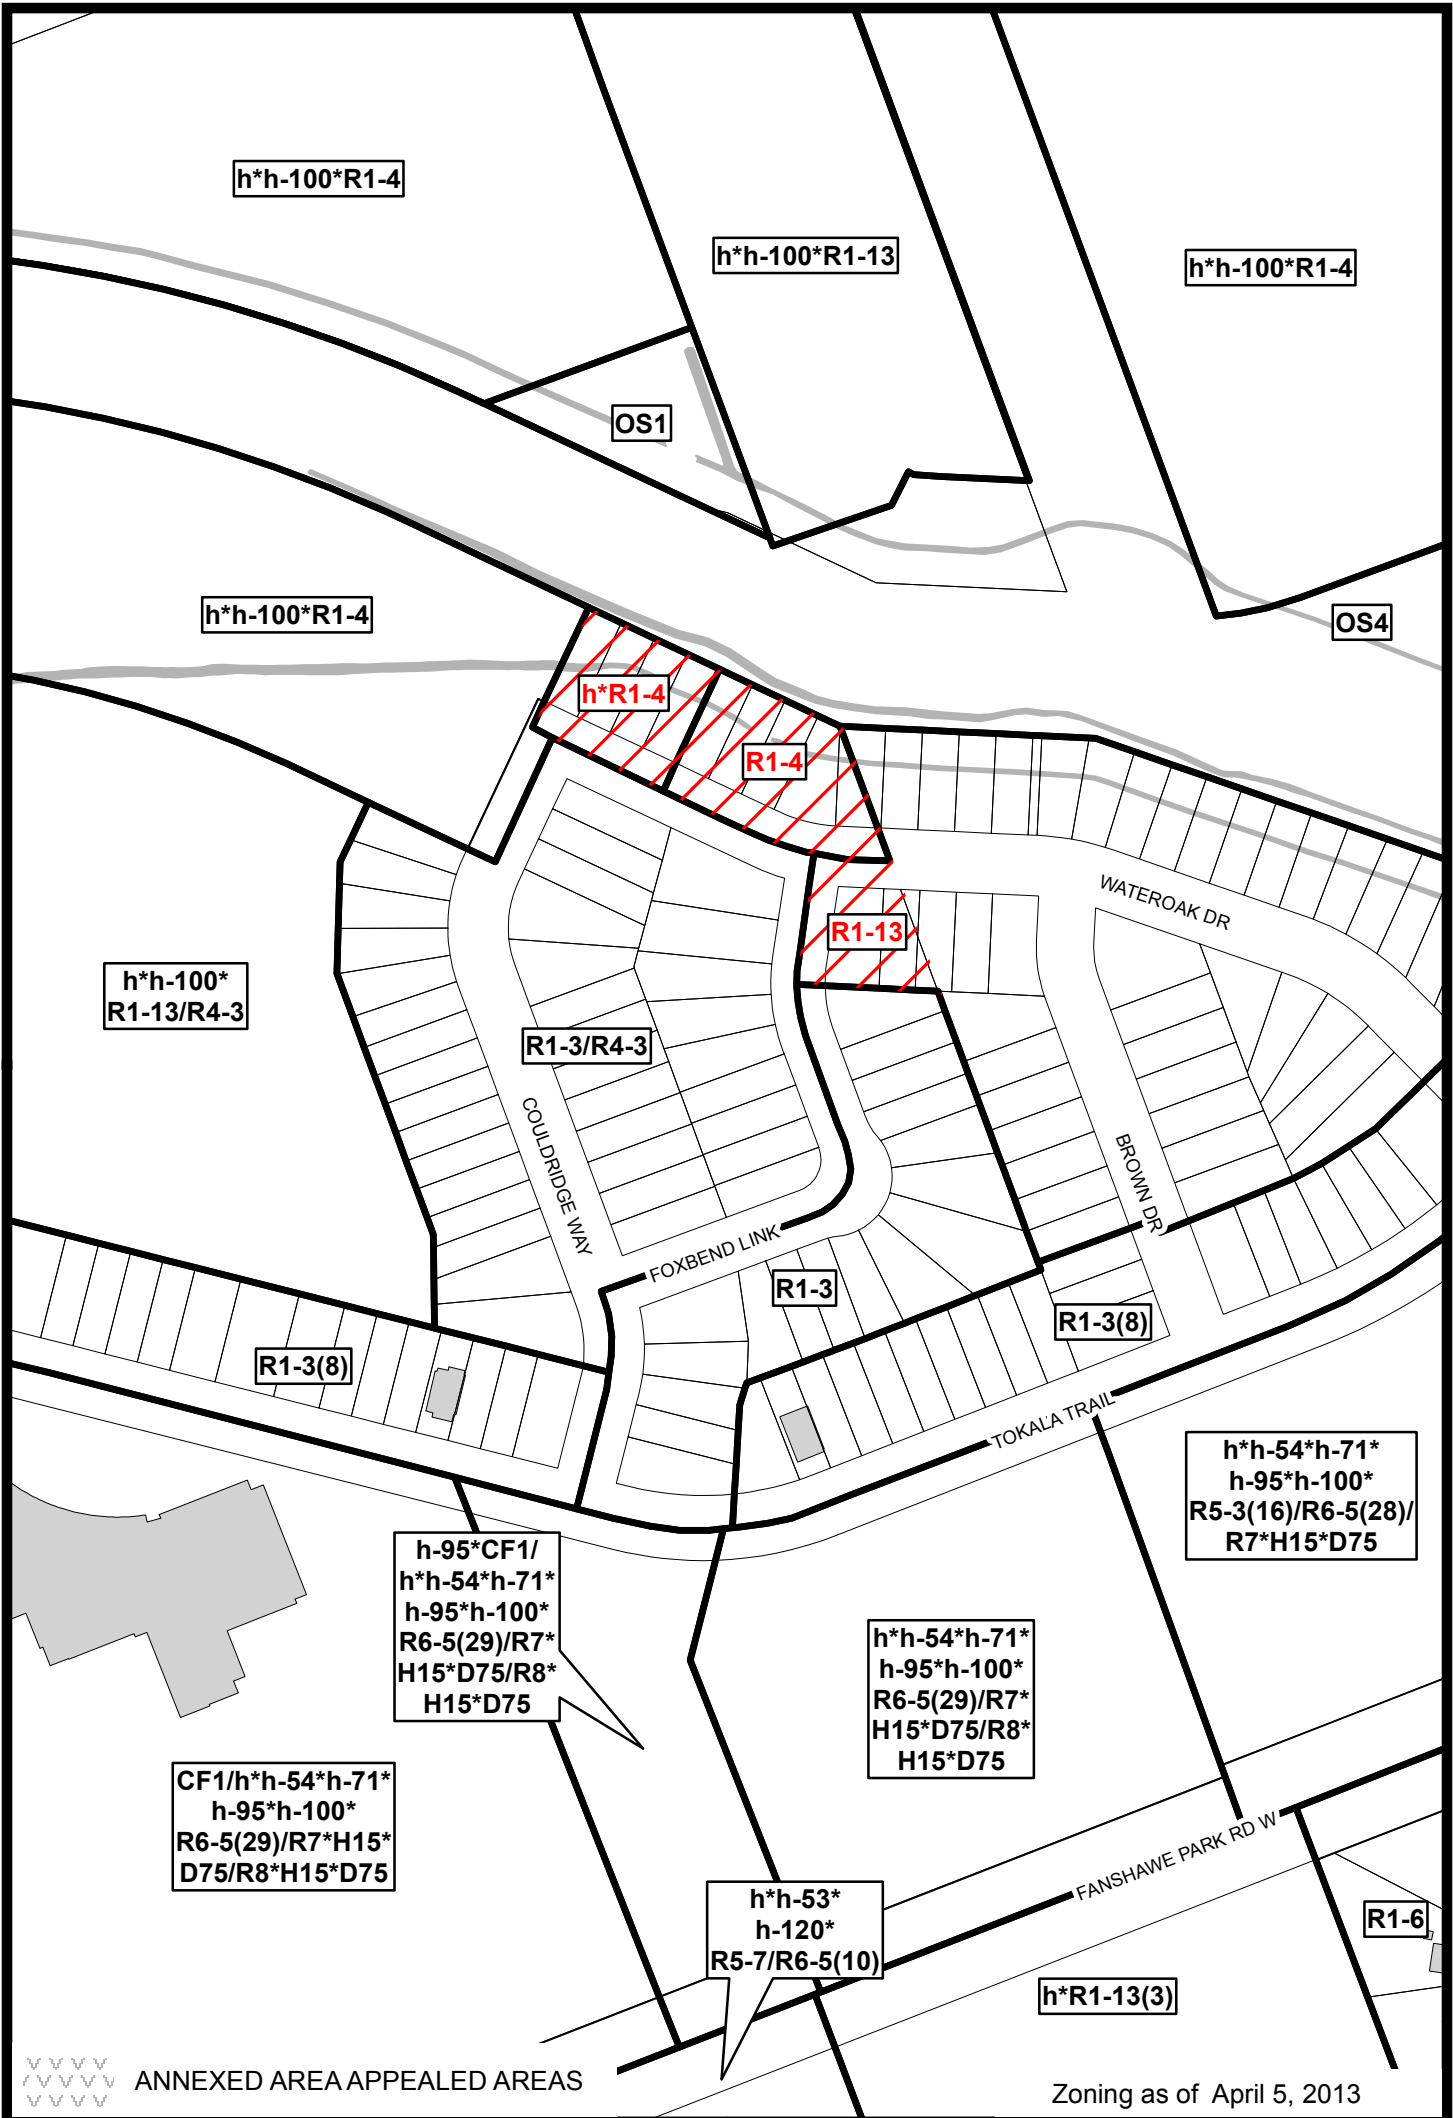 h*h-100*R1-4
h*h-100*R1-13
h*h-100*R1-4
OS1
h*h-100*R1-4
OS4
h*R1-4
R1-4
WATEROAK DR
R1-13
h*h-100*
R1-13/R4-3
R1-3/R4-3
COULDRIDGE WAY
BROWN DR
FOXBEND LINK
R1-3
R1-3(8)
R1-3(8)
TOKALA TRAIL
h*h-54*h-71*
h-95*h-100*
R5-3(16)/R6-5(28)/
R7*H15*D75
h-95*CF1/
h*h-54*h-71*
h-95*h-100*
R6-5(29)/R7*
H15*D75/R8*
H15*D75
h*h-54*h-71*
h-95*h-100*
R6-5(29)/R7*
H15*D75/R8*
H15*D75
CF1/h*h-54*h-71*
h-95*h-100*
R6-5(29)/R7*H15*
D75/R8*H15*D75
FANSHAWE PARK RD W
h*h-53*
h-120*
R5-7/R6-5(10)
R1-6
h*R1-13(3)
ANNEXED AREA APPEALED AREAS
Zoning as of April 5, 2013